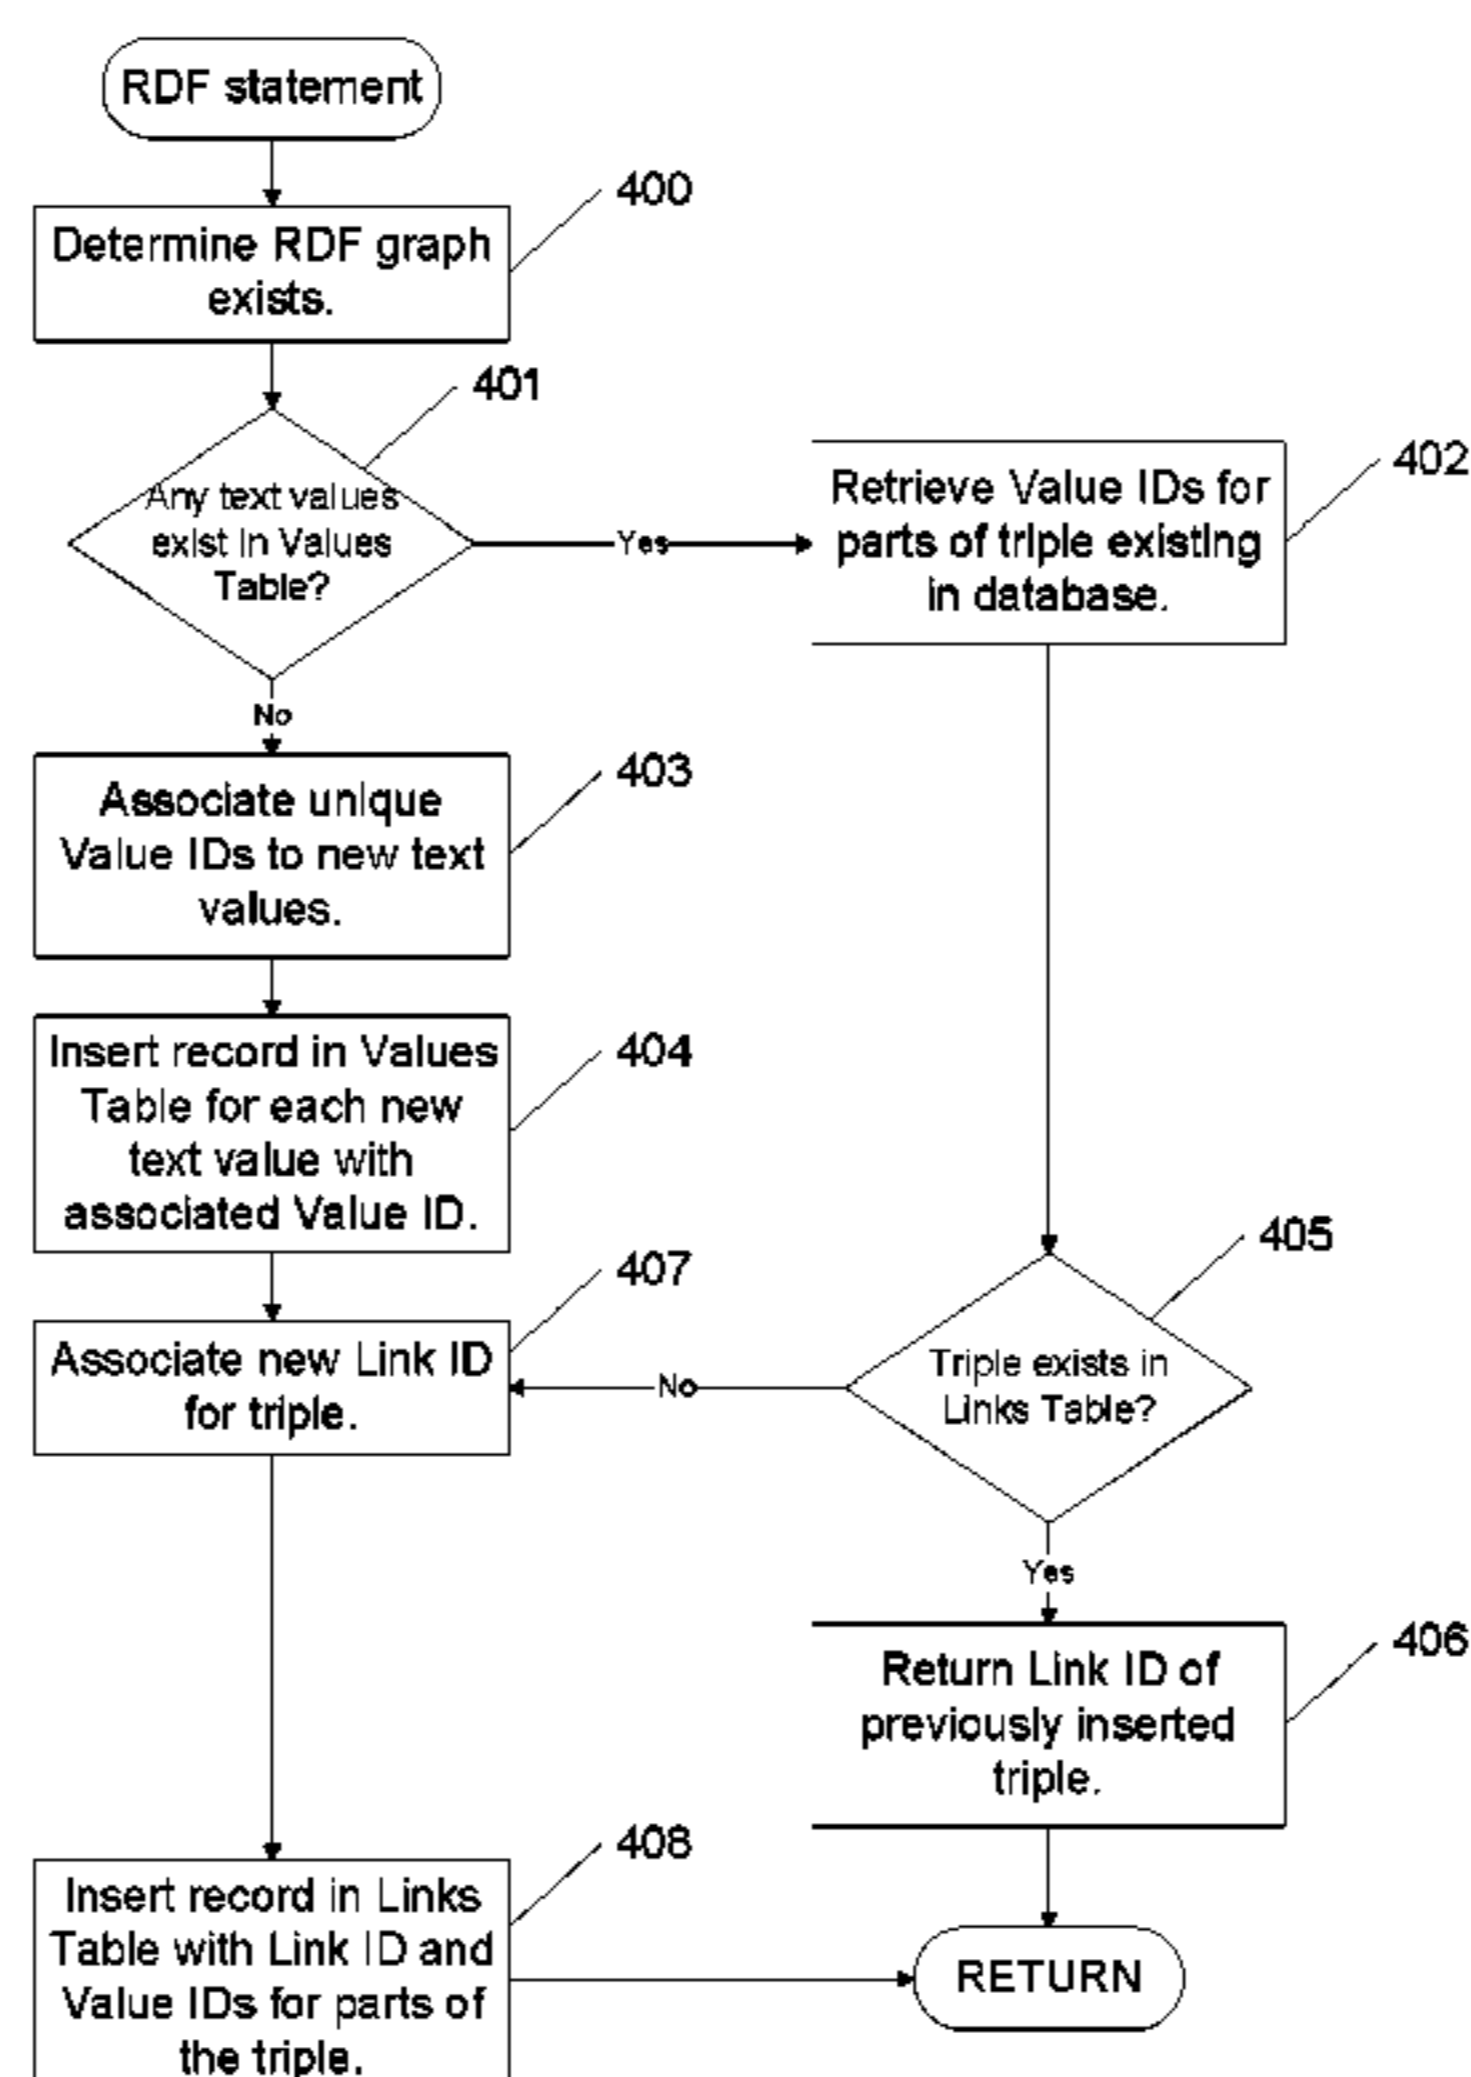 RDF statement
400
Determine RDF graph
exists.
401
Any text values
exist in Values
Table?
Yes
402
Retrieve Value IDs for
parts of triple existing
in database.
No
403
Associate unique
Value IDs to new text
values.
404
Insert record in Values
Table for each new
text value with
associated Value ID.
407
Associate new Link ID
for triple.
405
Triple exists in
Links Table?
No
Yes
406
Return Link ID of
previously inserted
triple.
408
Insert record in Links
Table with Link ID and
Value IDs for parts of
the triple.
RETURN